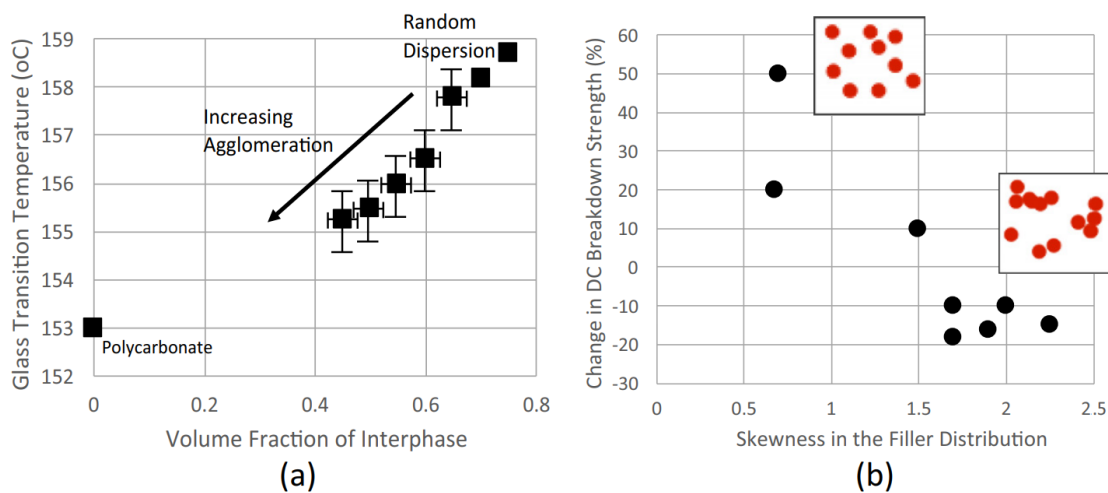 Glass Transition Temperature (oC)
159
158
157
156
155
154
153
152
Random
Dispersion
Increasing
Agglomeration
Polycarbonate
0
0.2
0.4
0.6
0.8
Volume Fraction of Interphase
(a)
Change in DC Breakdown Strength (%)
60
50
40
30
20
10
0
-10
-20
-30
0
0.5
1
1.5
2
2.5
Skewness in the Filler Distribution
(b)